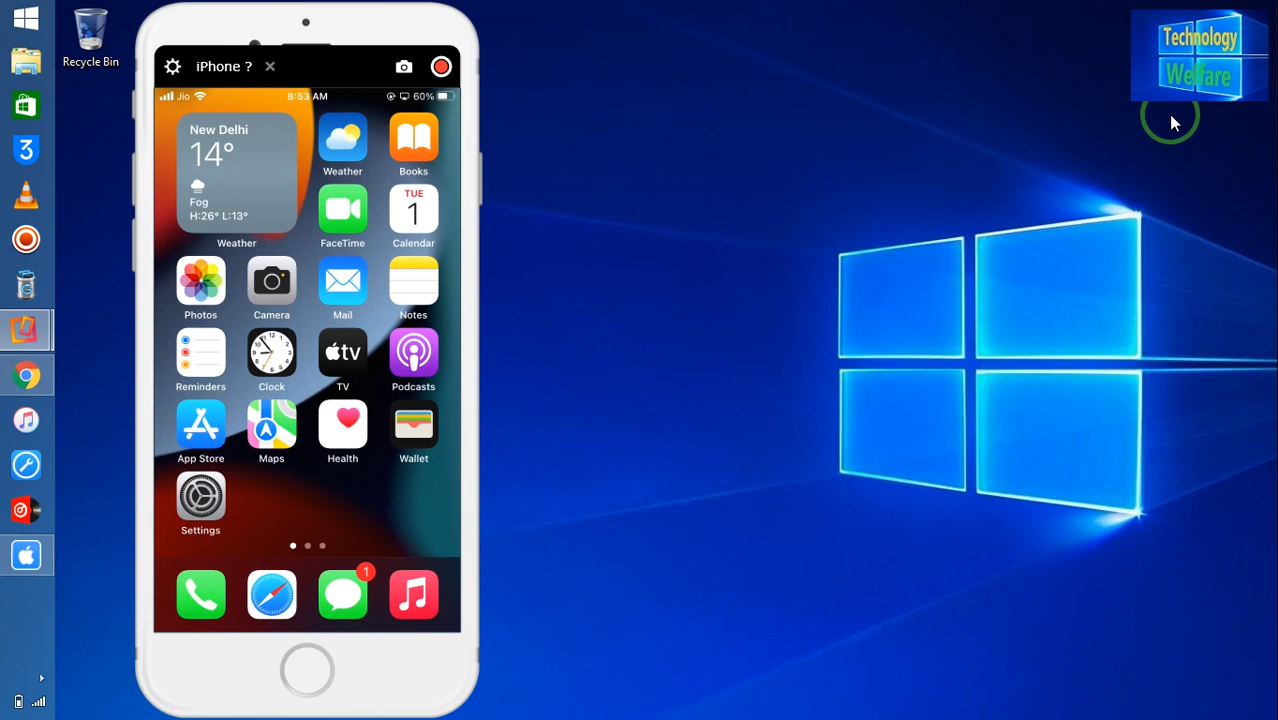 Recycle Bin
Technology
Welfare
3
iPhone ?
Jio 8:53 AM 60%
New Delhi
14°
Fog
H:26° L:13°
Weather
Weather
Books
FaceTime
TUE
1
Calendar
Photos
Camera
Mail
Notes
Reminders
Clock
tv
TV
Podcasts
App Store
Maps
Health
Wallet
Settings
1